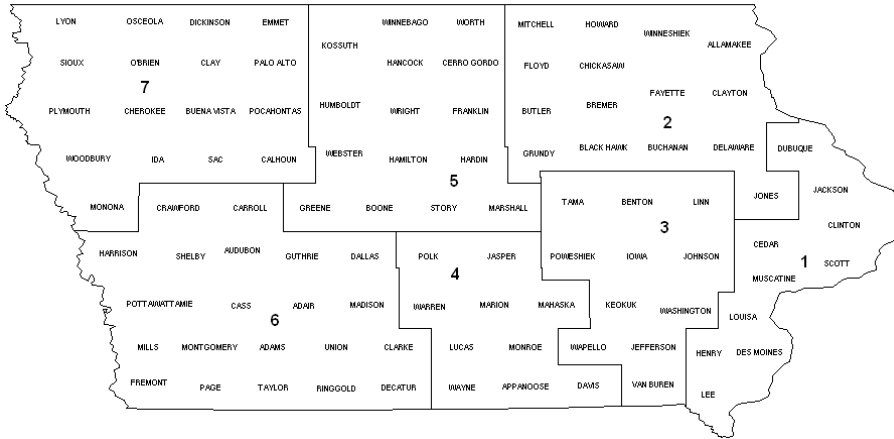 LYON OSCEOLA DICKINSON EMMET WINNEBAGO WORTH MITCHELL HOWARD WINNESHIEK
KOSSUTH ALLAMAKEE
SIOUX O'BRIEN CLAY PALO ALTO HANCOCK CERRO GORDO FLOYD CHICKASAW
7
FAYETTE CLAYTON
PLYMOUTH CHEROKEE BUENA VISTA POCAHONTAS HUMBOLDT WRIGHT FRANKLIN BUTLER BREMER
2
WOODBURY IDA SAC CALHOUN WEBSTER HAMILTON HARDIN GRUNDY BLACK HAWK BUCHANAN DELAWARE DUBUQUE
5
MONONA CRAWFORD CARROLL GREENE BOONE STORY MARSHALL TAMA BENTON LINN JONES JACKSON
3
CLINTON
HARRISON SHELBY AUDUBON GUTHRIE DALLAS POLK JASPER POWESHIEK IOWA JOHNSON CEDAR
4
1 SCOTT
MUSCATINE
POTTAWATTAMIE CASS ADAIR MADISON WARREN MARION MAHASKA KEOKUK WASHINGTON
6
LOUISA
MILLS MONTGOMERY ADAMS UNION CLARKE LUCAS MONROE WAPELLO JEFFERSON HENRY DES MOINES
FREMONT PAGE TAYLOR RINGGOLD DECATUR WAYNE APPANOOSE DAVIS VAN BUREN LEE